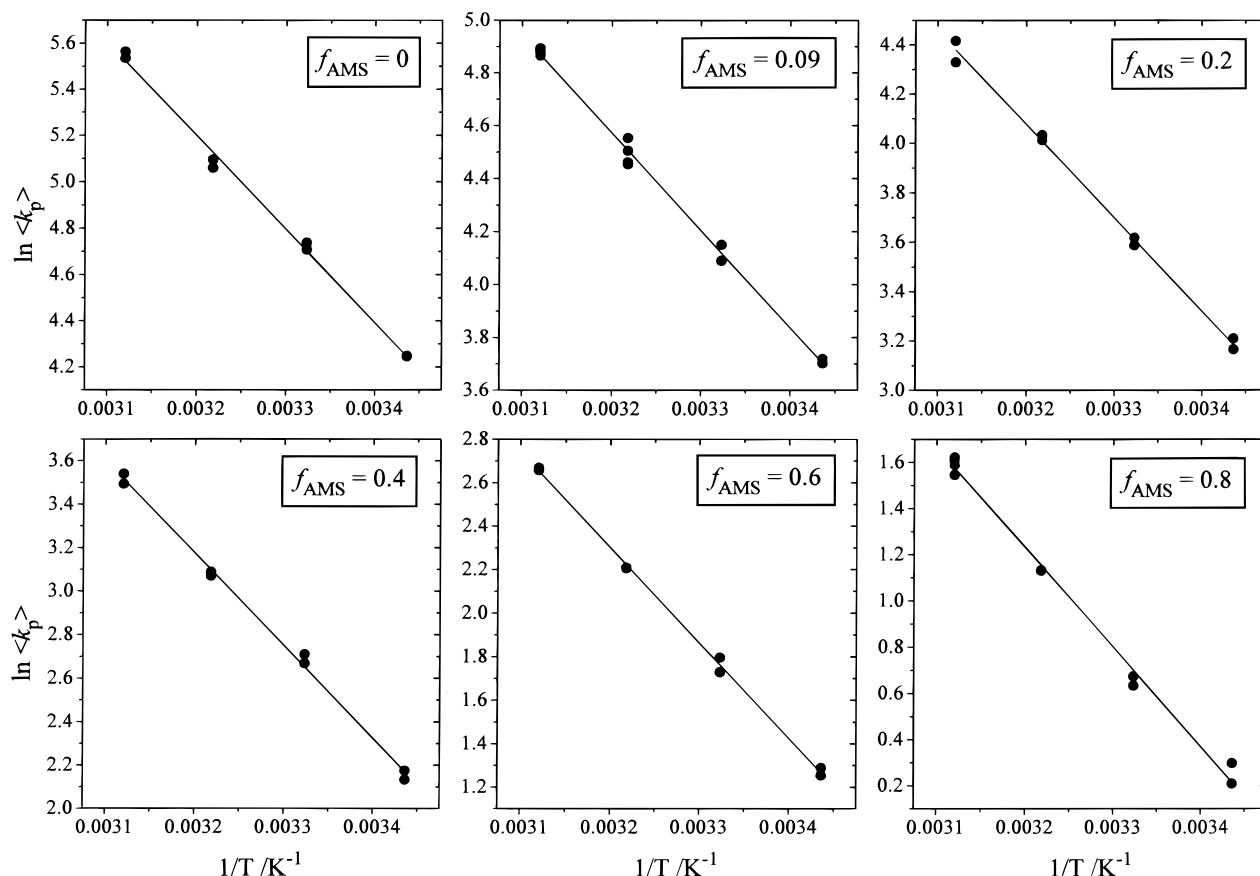 f_AMS = 0
ln <k_p>
5.6
5.4
5.2
5.0
4.8
4.6
4.4
4.2
0.0031 0.0032 0.0033 0.0034
f_AMS = 0.09
5.0
4.8
4.6
4.4
4.2
4.0
3.8
3.6
0.0031 0.0032 0.0033 0.0034
f_AMS = 0.2
4.4
4.2
4.0
3.8
3.6
3.4
3.2
3.0
0.0031 0.0032 0.0033 0.0034
f_AMS = 0.4
ln <k_p>
3.6
3.4
3.2
3.0
2.8
2.6
2.4
2.2
2.0
0.0031 0.0032 0.0033 0.0034
1/T /K⁻¹
f_AMS = 0.6
2.8
2.6
2.4
2.2
2.0
1.8
1.6
1.4
1.2
0.0031 0.0032 0.0033 0.0034
1/T /K⁻¹
f_AMS = 0.8
1.6
1.4
1.2
1.0
0.8
0.6
0.4
0.2
0.0031 0.0032 0.0033 0.0034
1/T /K⁻¹